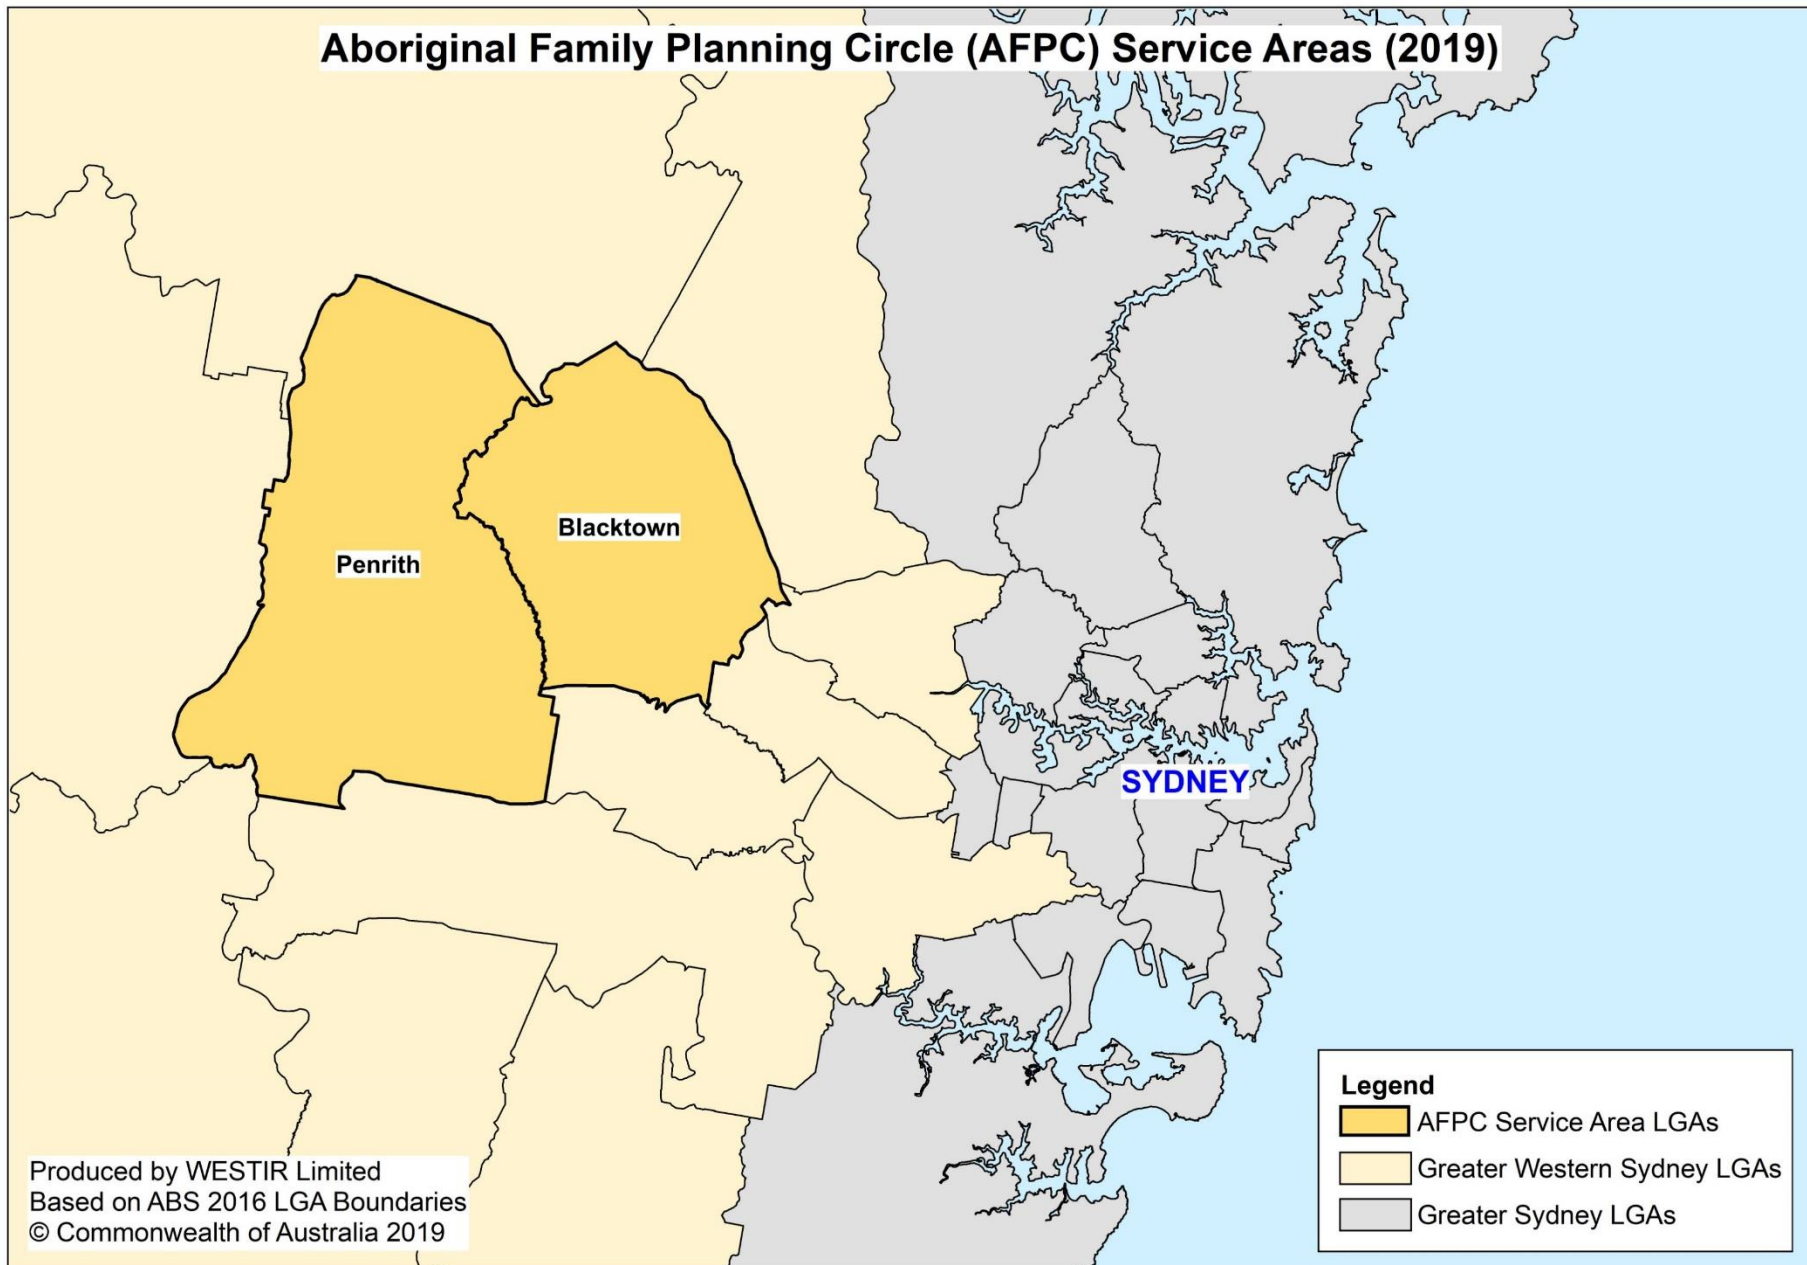 Aboriginal Family Planning Circle (AFPC) Service Areas (2019)
Blacktown
Penrith
SYDNEY
Legend
AFPC Service Area LGAs
Greater Western Sydney LGAs
Greater Sydney LGAs
Produced by WESTIR Limited
Based on ABS 2016 LGA Boundaries
© Commonwealth of Australia 2019